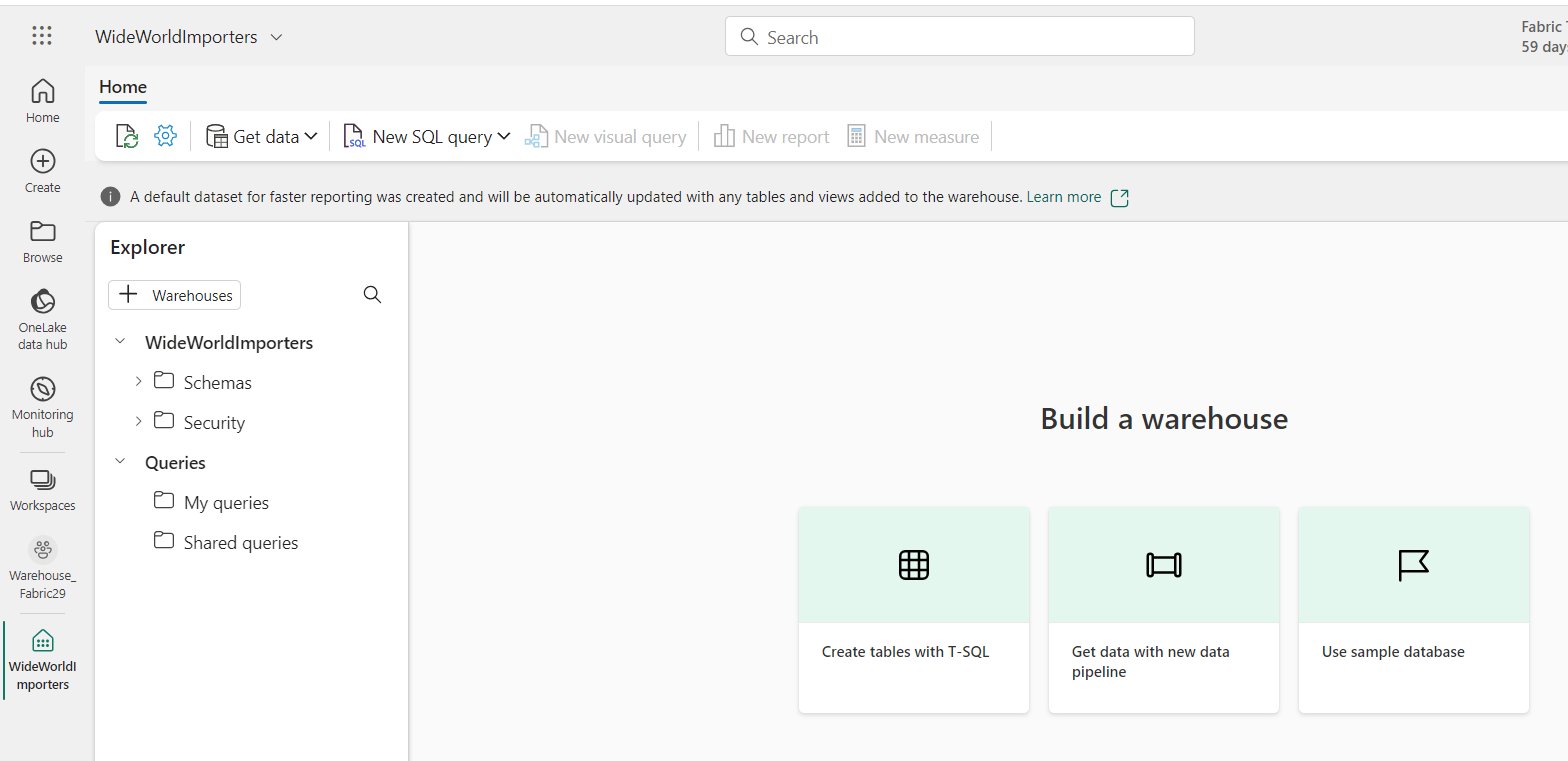 WideWorldImporters
Search
Fabric
59 day
Home
Home
Create
Browse
OneLake
data hub
Monitoring
hub
Workspaces
Warehouse_
Fabric29
WideWorldI
mporters
Get data
SQL
New SQL query
New visual query
New report
New measure
A default dataset for faster reporting was created and will be automatically updated with any tables and views added to the warehouse. Learn more
Explorer
Warehouses
WideWorldImporters
Schemas
Security
Queries
My queries
Shared queries
Build a warehouse
Create tables with T-SQL
Get data with new data
pipeline
Use sample database